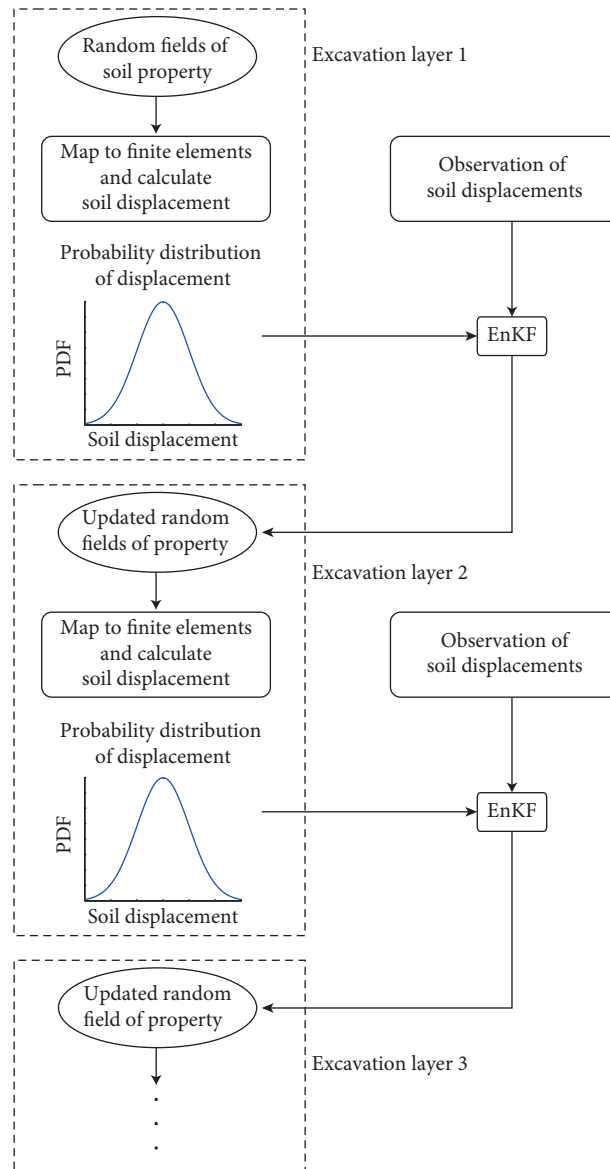 Random fields of
soil property
Excavation layer 1
Map to finite elements
and calculate
soil displacement
Observation of
soil displacements
Probability distribution
of displacement
PDF
EnKF
Soil displacement
Updated random
fields of property
Excavation layer 2
Map to finite elements
and calculate
soil displacement
Observation of
soil displacements
Probability distribution
of displacement
PDF
EnKF
Soil displacement
Updated random
field of property
Excavation layer 3